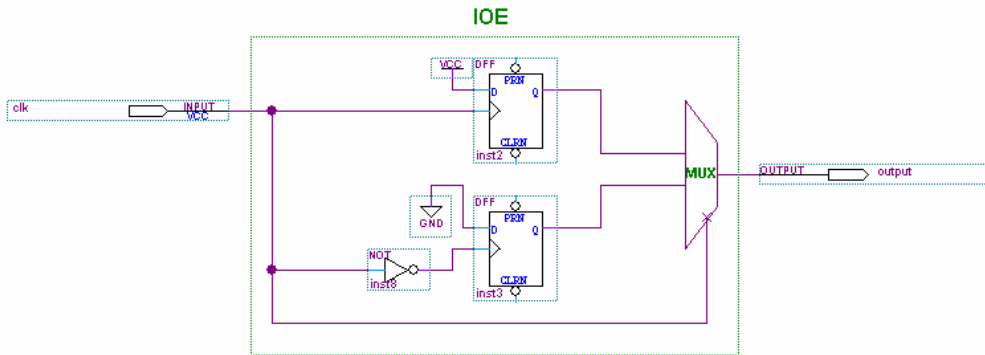 IOE
VCC
DFF
PRN
D
Q
CLRN
inst2
clk
INPUT
VCC
MUX
OUTPUT
output
DFF
PRN
D
Q
CLRN
inst3
GND
NOT
inst8